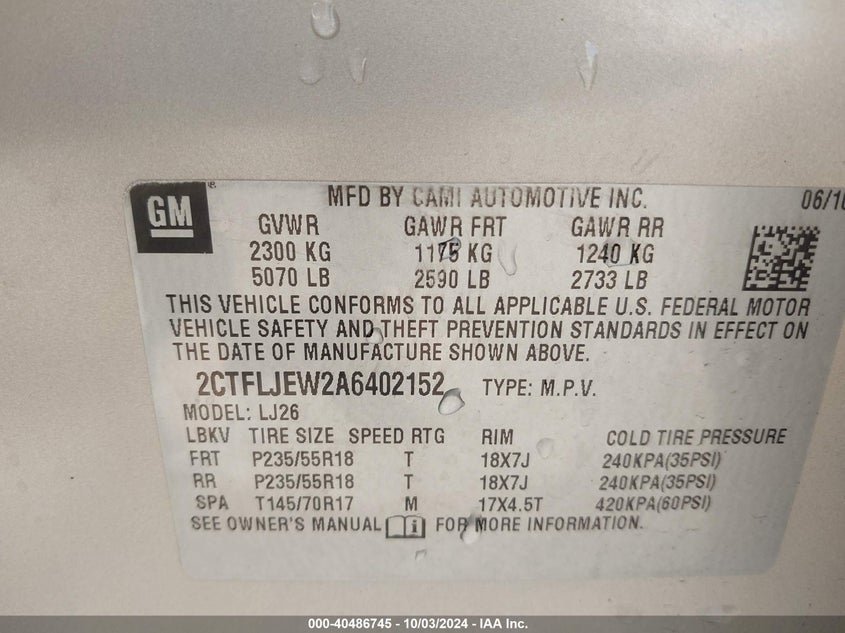 GM
MFD BY CAMI AUTOMOTIVE INC. 06/10
GVWR GAWR FRT GAWR RR
2300 KG 1175 KG 1240 KG
5070 LB 2590 LB 2733 LB
THIS VEHICLE CONFORMS TO ALL APPLICABLE U.S. FEDERAL MOTOR
VEHICLE SAFETY AND THEFT PREVENTION STANDARDS IN EFFECT ON
THE DATE OF MANUFACTURE SHOWN ABOVE.
2CTFLJEW2A6402152 TYPE: M.P.V.
MODEL: LJ26
LBKV TIRE SIZE SPEED RTG RIM COLD TIRE PRESSURE
FRT P235/55R18 T 18X7J 240KPA(35PSI)
RR P235/55R18 T 18X7J 240KPA(35PSI)
SPA T145/70R17 M 17X4.5T 420KPA(60PSI)
SEE OWNER'S MANUAL i FOR MORE INFORMATION.
000-40486745 - 10/03/2024 - IAA Inc.